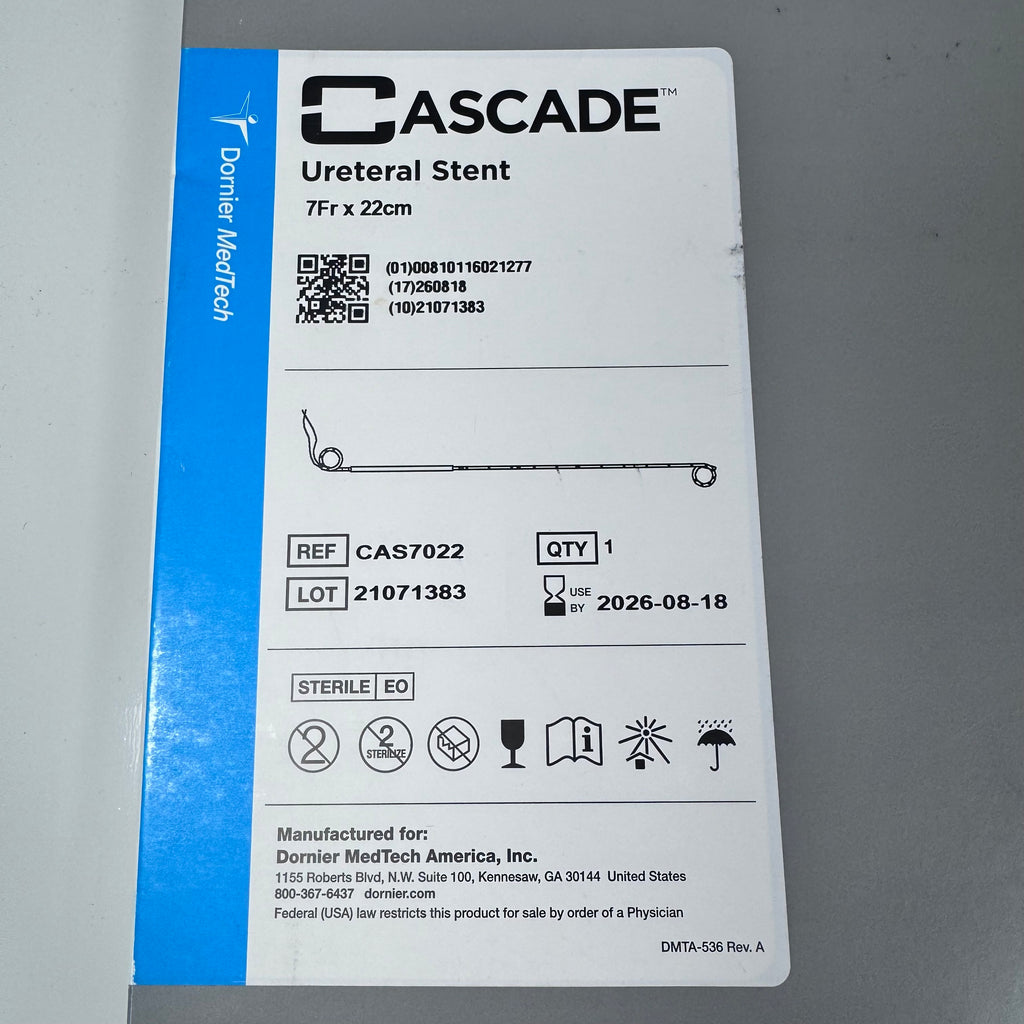 CASCADE™
Ureteral Stent
7Fr x 22cm
Dornier MedTech
(01)00810116021277
(17)260818
(10)21071383
REF CAS7022
QTY 1
LOT 21071383
USE BY 2026-08-18
STERILE EO
2
2 STERILIZE
i
Manufactured for:
Dornier MedTech America, Inc.
1155 Roberts Blvd, N.W. Suite 100, Kennesaw, GA 30144 United States
800-367-6437 dornier.com
Federal (USA) law restricts this product for sale by order of a Physician
DMTA-536 Rev. A